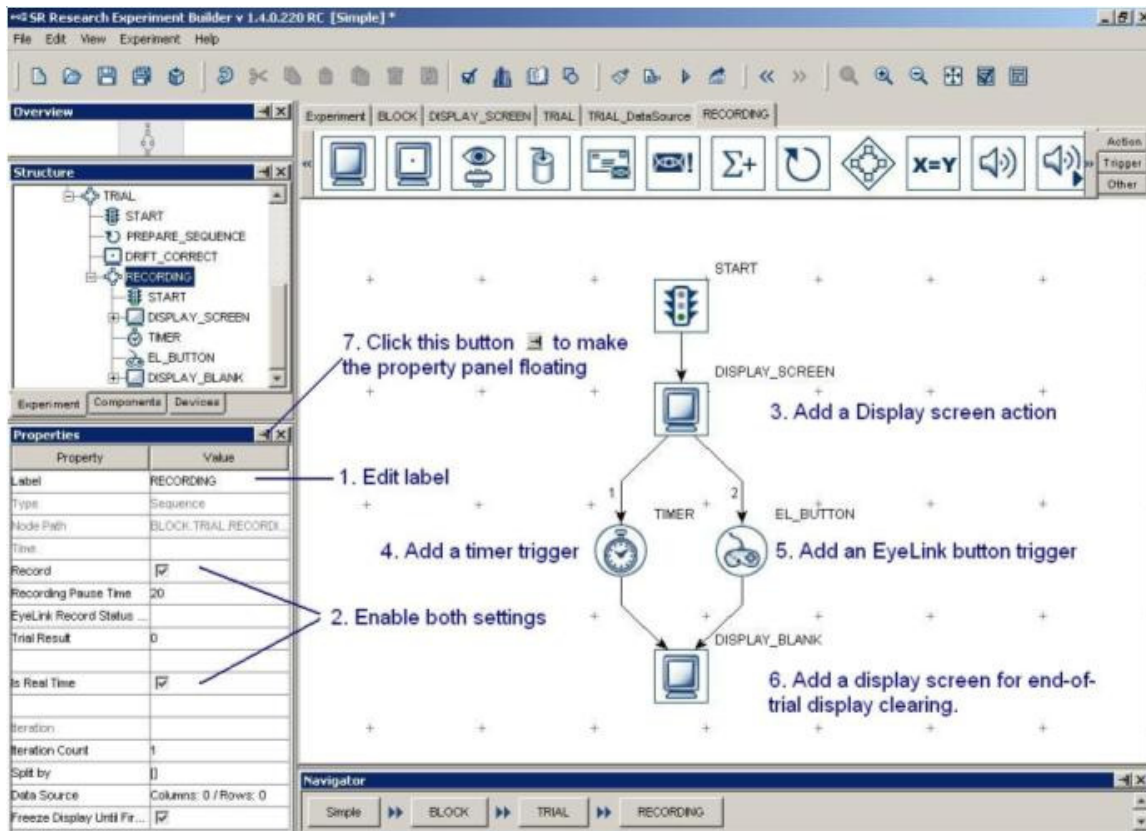 SR Research Experiment Builder v 1.4.0.220 RC [Simple] *
File Edit View Experiment Help
Overview
Experiment BLOCK DISPLAY_SCREEN TRIAL TRIAL_DataSource RECORDING
X=Y
Σ+
Action
Trigger
Other
Structure
TRIAL
START
PREPARE_SEQUENCE
DRIFT_CORRECT
RECORDING
START
DISPLAY_SCREEN
TIMER
EL_BUTTON
DISPLAY_BLANK
Experiment Components Devices
Properties
Property Value
Label RECORDING
Type Sequence
Node Path BLOCK.TRIAL.RECORDI...
Time
Record
Recording Pause Time 20
EyeLink Record Status ...
Trial Result 0
Is Real Time
Iteration
Iteration Count 1
Split by []
Data Source Columns: 0 / Rows: 0
Freeze Display Until Fir...
START
7. Click this button to make
the property panel floating
DISPLAY_SCREEN
3. Add a Display screen action
1. Edit label
1
2
TIMER
EL_BUTTON
4. Add a timer trigger
5. Add an EyeLink button trigger
2. Enable both settings
DISPLAY_BLANK
6. Add a display screen for end-of-
trial display clearing.
Navigator
Simple BLOCK TRIAL RECORDING